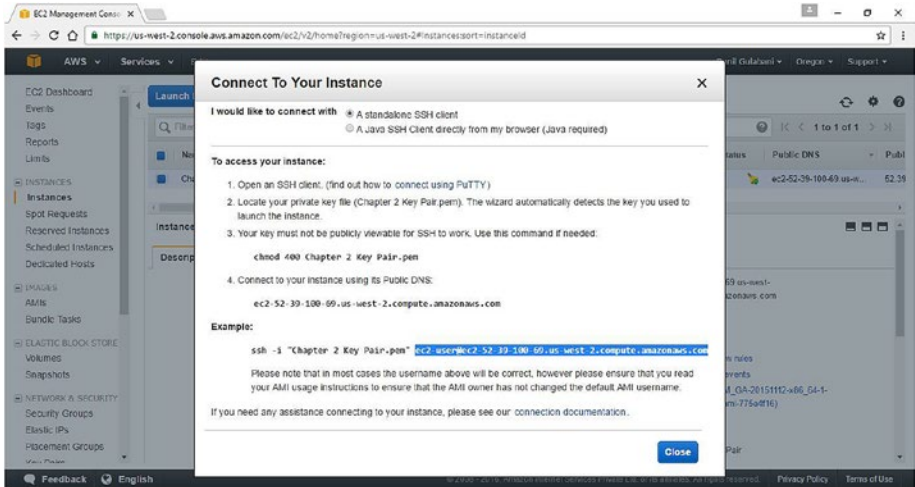 EC2 Management Conso
https://us-west-2.console.aws.amazon.com/ec2/v2/home?region=us-west-2#Instances:sort=instanceId
AWS Services Sunil Gulabani Oregon Support
EC2 Dashboard
Events
Tags
Reports
Limits
INSTANCES
Instances
Spot Requests
Reserved Instances
Scheduled Instances
Dedicated Hosts
IMAGES
AMIs
Bundle Tasks
ELASTIC BLOCK STORE
Volumes
Snapshots
NETWORK & SECURITY
Security Groups
Elastic IPs
Placement Groups
Key Pairs
Launch
1 to 1 of 1
Public DNS
ec2-52-39-100-69.us-w... 52.39
Instance
Descrip
Connect To Your Instance
I would like to connect with
A standalone SSH client
A Java SSH Client directly from my browser (Java required)
To access your instance:
1. Open an SSH client. (find out how to connect using PuTTY)
2. Locate your private key file (Chapter 2 Key Pair.pem). The wizard automatically detects the key you used to
launch the instance.
3. Your key must not be publicly viewable for SSH to work. Use this command if needed:
chmod 400 Chapter 2 Key Pair.pem
4. Connect to your instance using its Public DNS:
ec2-52-39-100-69.us-west-2.compute.amazonaws.com
Example:
ssh -i "Chapter 2 Key Pair.pem" ec2-user@ec2-52-39-100-69.us-west-2.compute.amazonaws.com
Please note that in most cases the username above will be correct, however please ensure that you read
your AMI usage instructions to ensure that the AMI owner has not changed the default AMI username.
If you need any assistance connecting to your instance, please see our connection documentation.
Close
Feedback English
Privacy Policy Terms of Use